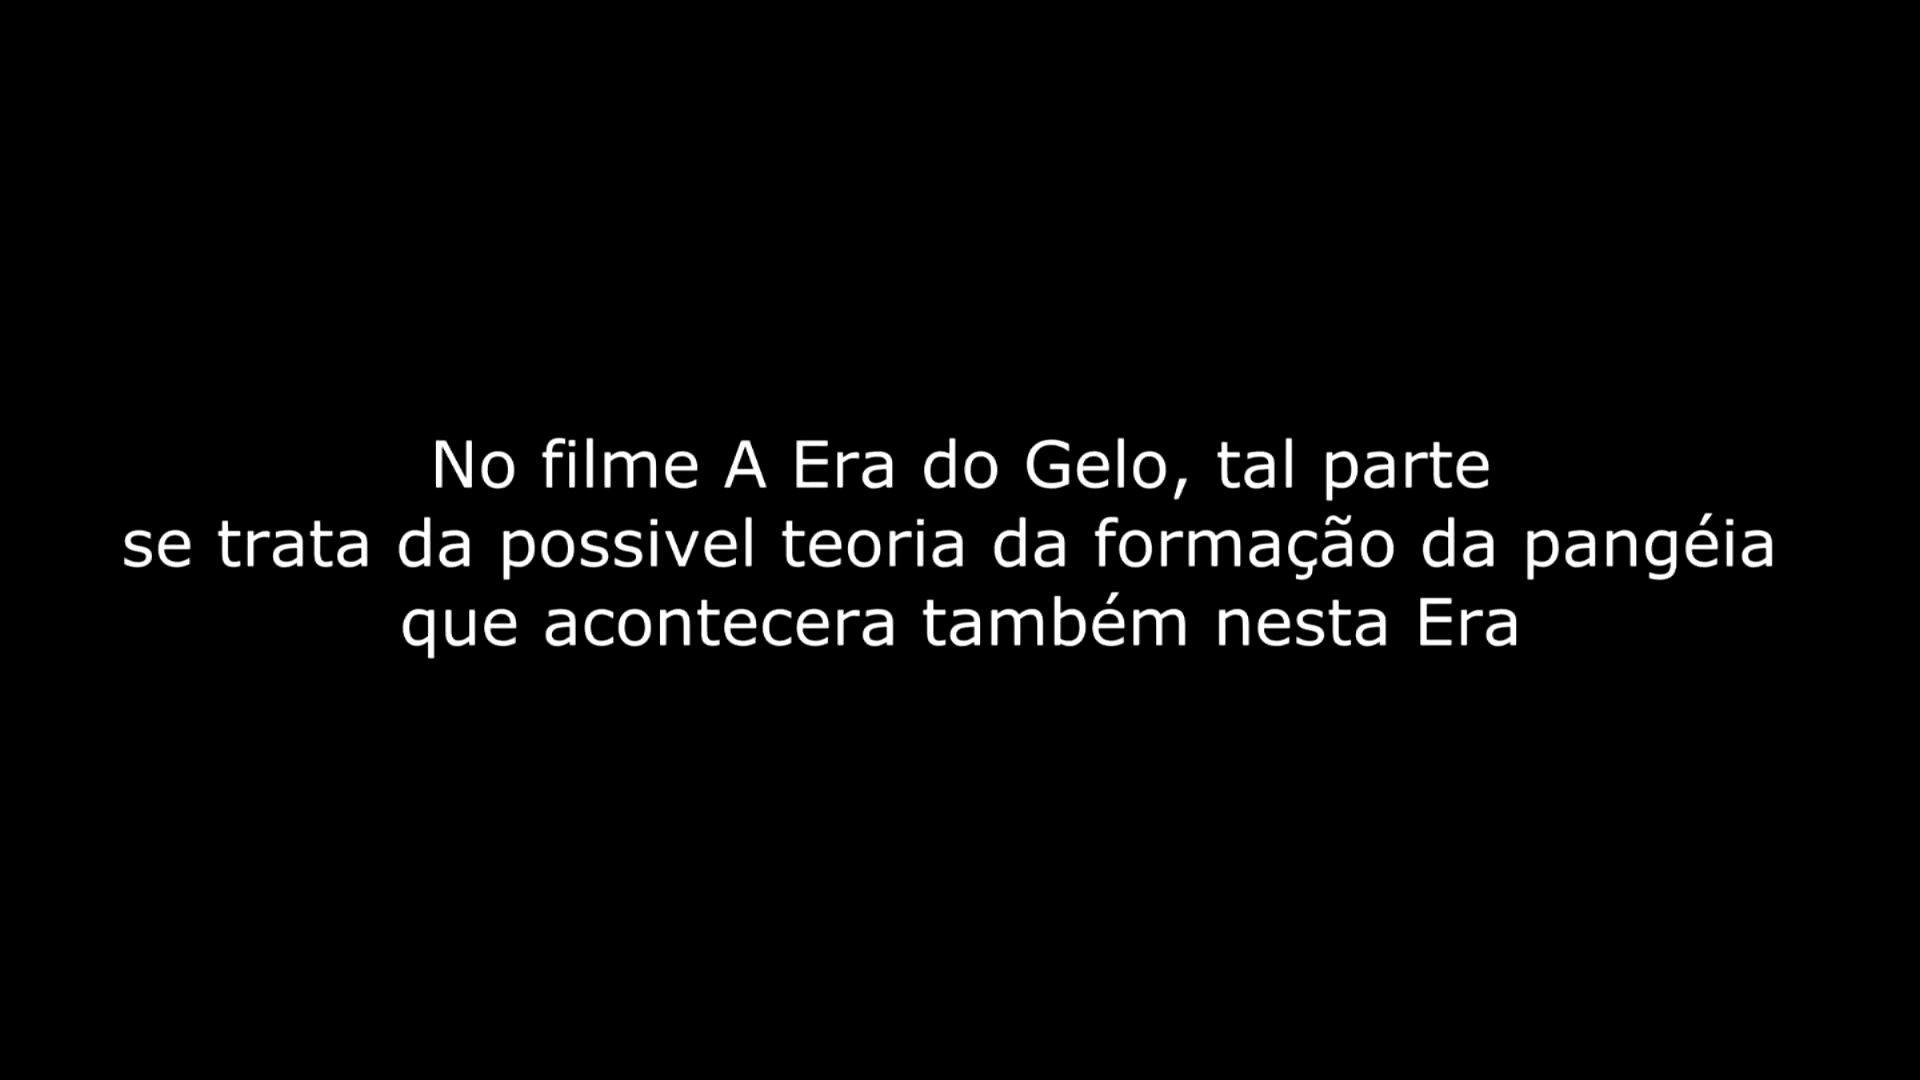 No filme A Era do Gelo, tal parte
se trata da possivel teoria da formação da pangéia
que acontecera também nesta Era